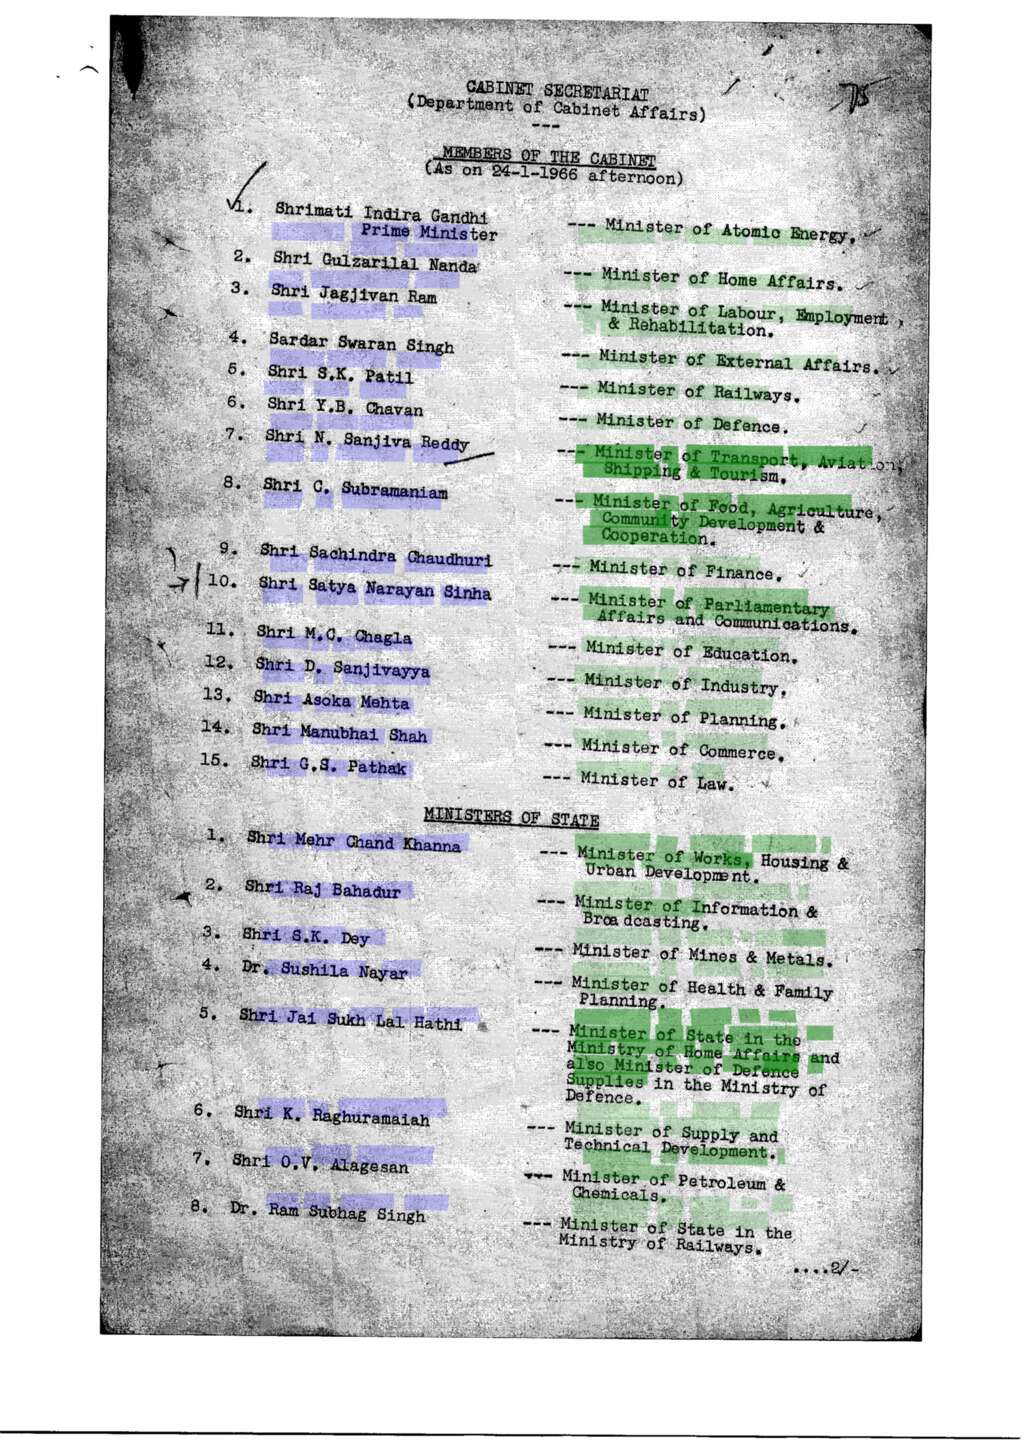 75
CABINET SECRETARIAT
(Department of Cabinet Affairs)
---
MEMBERS OF THE CABINET
(As on 24-1-1966 afternoon)
1. Shrimati Indira Gandhi
Prime Minister --- Minister of Atomic Energy.
2. Shri Gulzarilal Nanda --- Minister of Home Affairs.
3. Shri Jagjivan Ram --- Minister of Labour, Employment,
& Rehabilitation.
4. Sardar Swaran Singh --- Minister of External Affairs.
5. Shri S.K. Patil --- Minister of Railways.
6. Shri Y.B. Chavan --- Minister of Defence.
7. Shri N. Sanjiva Reddy --- Minister of Transport, Aviation,
Shipping & Tourism.
8. Shri C. Subramaniam --- Minister of Food, Agriculture,
Community Development &
Cooperation.
9. Shri Sachindra Chaudhuri --- Minister of Finance.
10. Shri Satya Narayan Sinha --- Minister of Parliamentary
Affairs and Communications.
11. Shri M.C. Chagla --- Minister of Education.
12. Shri D. Sanjivayya --- Minister of Industry.
13. Shri Asoka Mehta --- Minister of Planning.
14. Shri Manubhai Shah --- Minister of Commerce.
15. Shri G.S. Pathak --- Minister of Law.
MINISTERS OF STATE
1. Shri Mehr Chand Khanna --- Minister of Works, Housing &
Urban Development.
2. Shri Raj Bahadur --- Minister of Information &
Broadcasting.
3. Shri S.K. Dey --- Minister of Mines & Metals.
4. Dr. Sushila Nayar --- Minister of Health & Family
Planning.
5. Shri Jai Sukh Lal Hathi --- Minister of State in the
Ministry of Home Affairs and
also Minister of Defence
Supplies in the Ministry of
Defence.
6. Shri K. Raghuramaiah --- Minister of Supply and
Technical Development.
7. Shri O.V. Alagesan --- Minister of Petroleum &
Chemicals.
8. Dr. Ram Subhag Singh --- Minister of State in the
Ministry of Railways.
....2/-